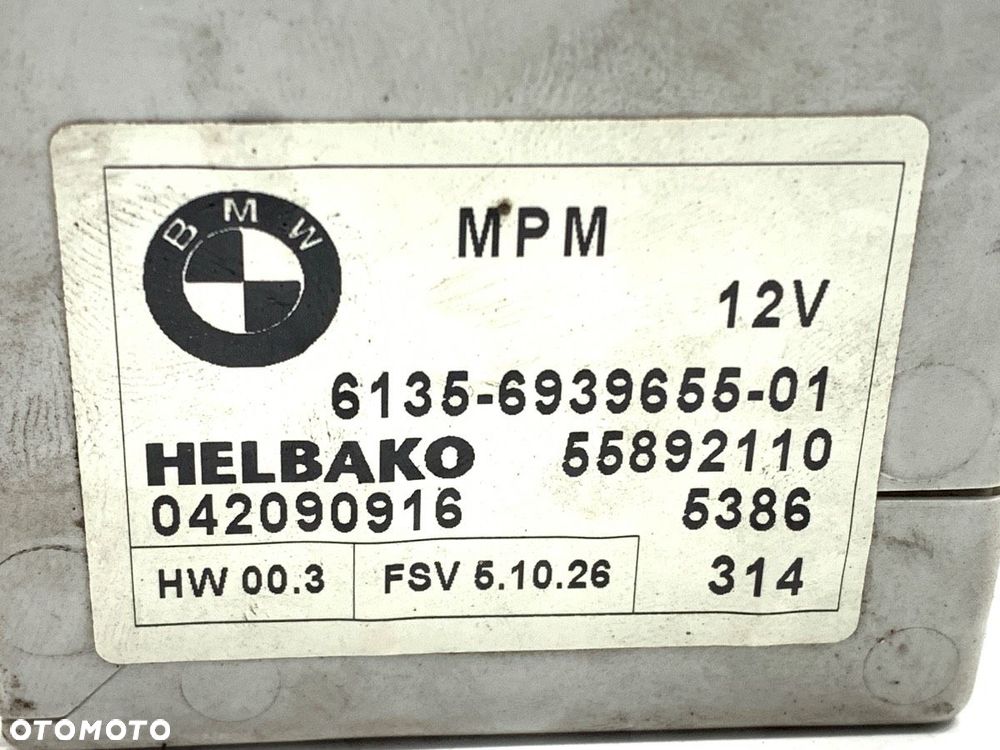 BMW
MPM
12V
6135-6939655-01
HELBAKO 55892110
042090916 5386
HW 00.3 FSV 5.10.26 314
OTOMOTO